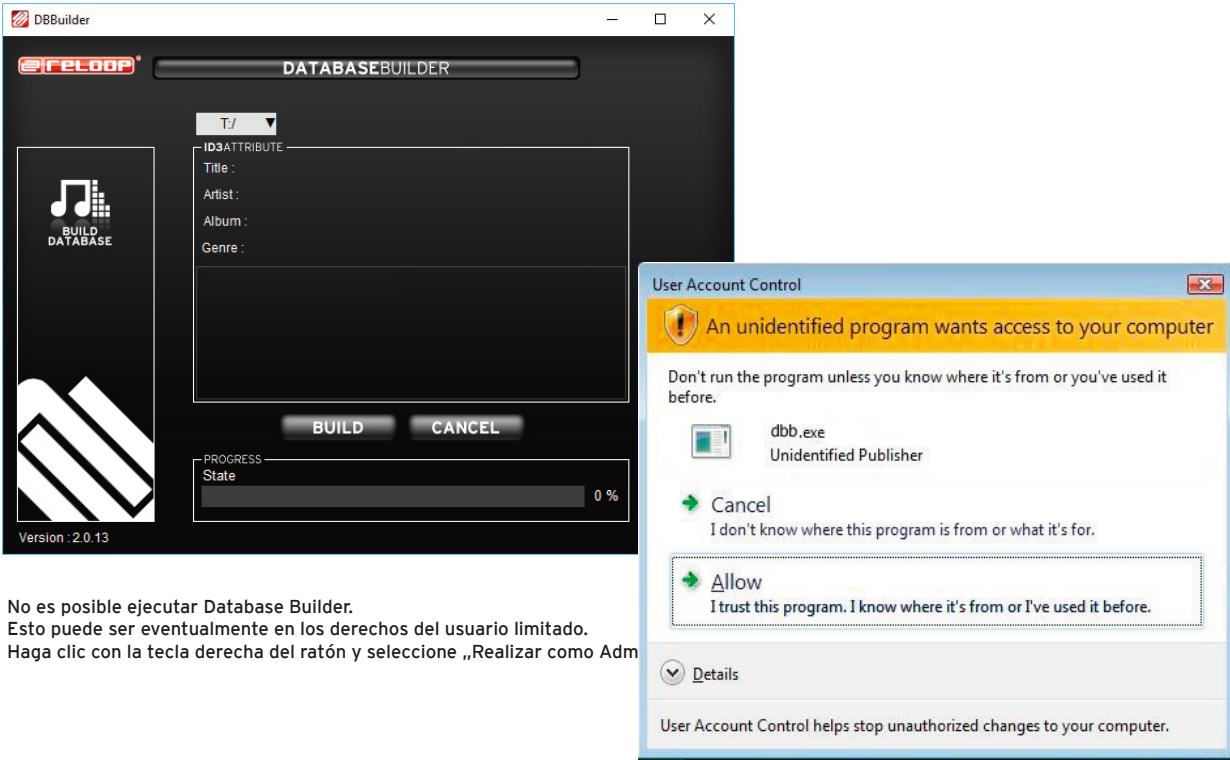 DBBuilder
reloop®
DATABASEBUILDER
T:/
BUILD
DATABASE
ID3ATTRIBUTE
Title :
Artist :
Album :
Genre :
BUILD CANCEL
PROGRESS
State
0 %
Version : 2.0.13
User Account Control
An unidentified program wants access to your computer
Don't run the program unless you know where it's from or you've used it
before.
dbb.exe
Unidentified Publisher
Cancel
I don't know where this program is from or what it's for.
Allow
I trust this program. I know where it's from or I've used it before.
Details
User Account Control helps stop unauthorized changes to your computer.
No es posible ejecutar Database Builder.
Esto puede ser eventualmente en los derechos del usuario limitado.
Haga clic con la tecla derecha del ratón y seleccione „Realizar como Adm